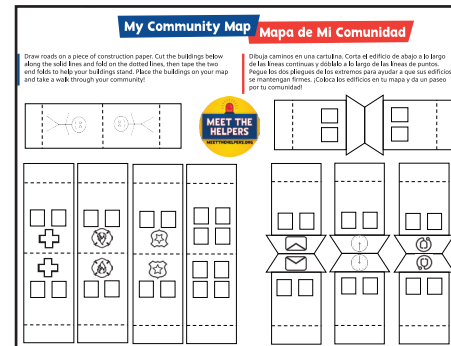 My Community Map
Mapa de Mi Comunidad
Draw roads on a piece of construction paper. Cut the buildings below
along the solid lines and fold on the dotted lines, then tape the two
end folds to help your buildings stand. Place the buildings on your map
and take a walk through your community!
Dibuja caminos en una cartulina. Corta el edificio de abajo a lo largo
de las líneas continuas y dóblalo a lo largo de las líneas de puntos.
Pegue los dos pliegues de los extremos para ayudar a que sus edificios
se mantengan firmes. ¡Coloca los edificios en tu mapa y da un paseo
por tu comunidad!
MEET THE
HELPERS
MEETTHEHELPERS.ORG